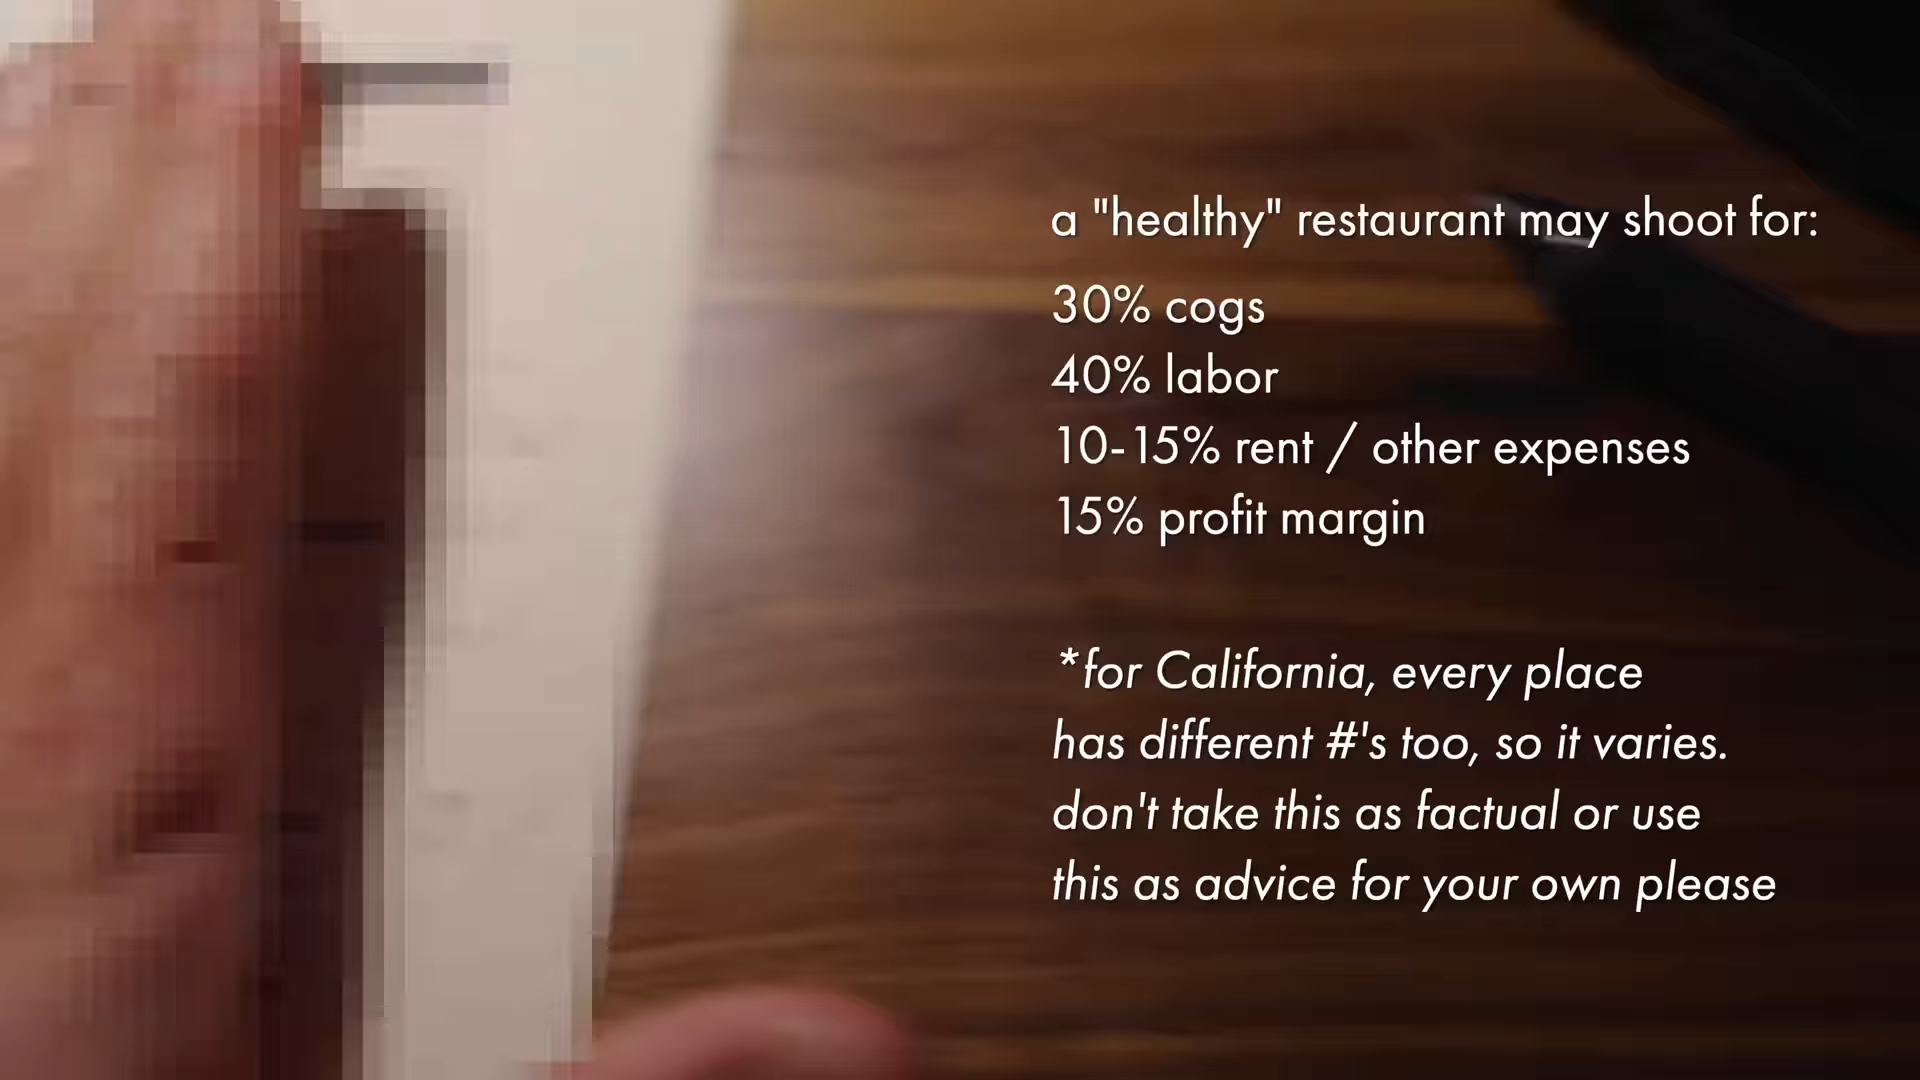 a "healthy" restaurant may shoot for:
30% cogs
40% labor
10-15% rent / other expenses
15% profit margin
*for California, every place
has different #'s too, so it varies.
don't take this as factual or use
this as advice for your own please